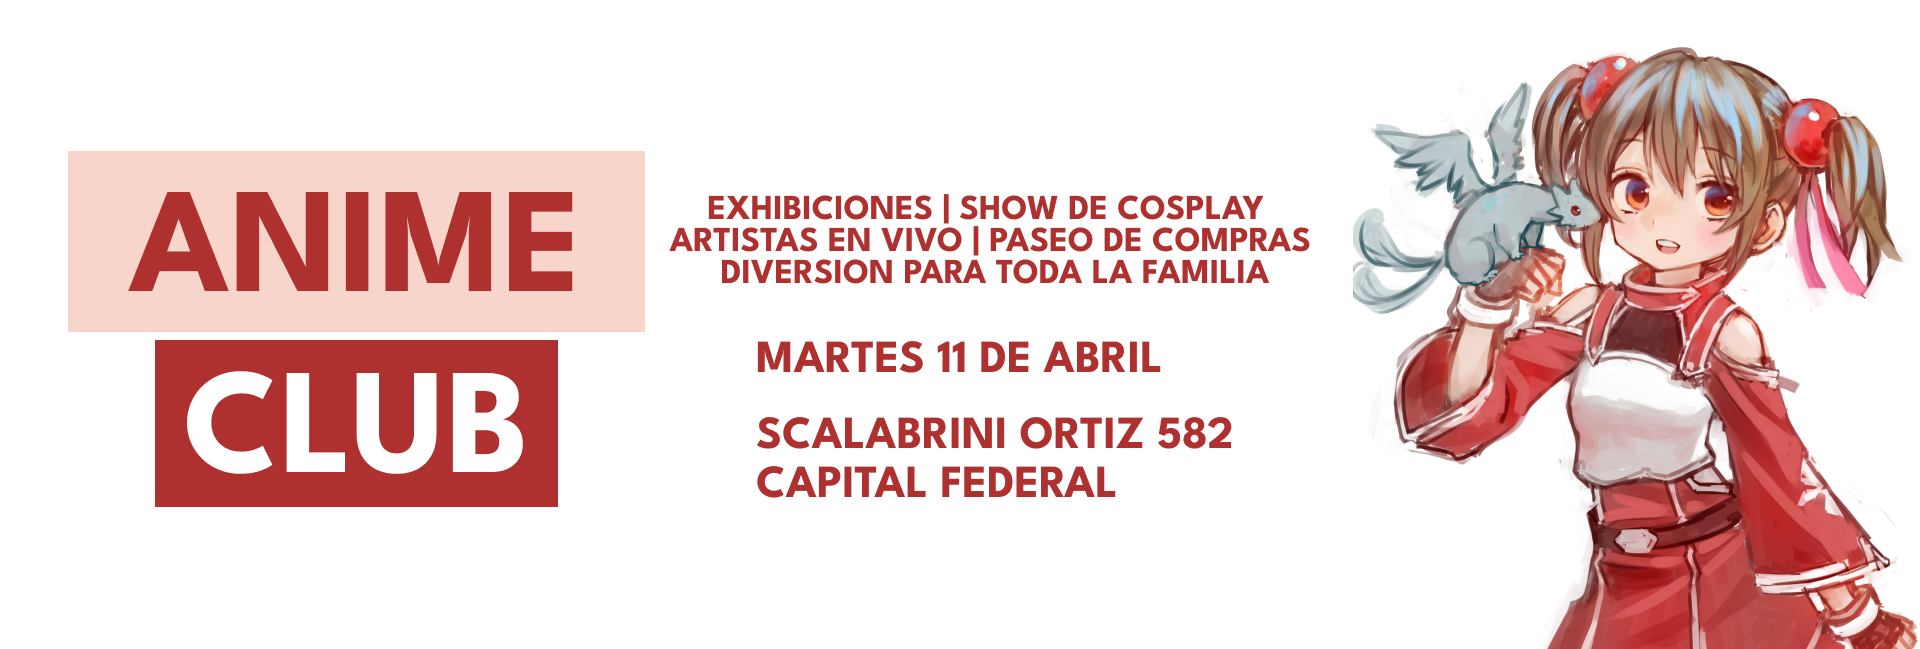 ANIME
CLUB
EXHIBICIONES | SHOW DE COSPLAY
ARTISTAS EN VIVO | PASEO DE COMPRAS
DIVERSION PARA TODA LA FAMILIA
MARTES 11 DE ABRIL
SCALABRINI ORTIZ 582
CAPITAL FEDERAL